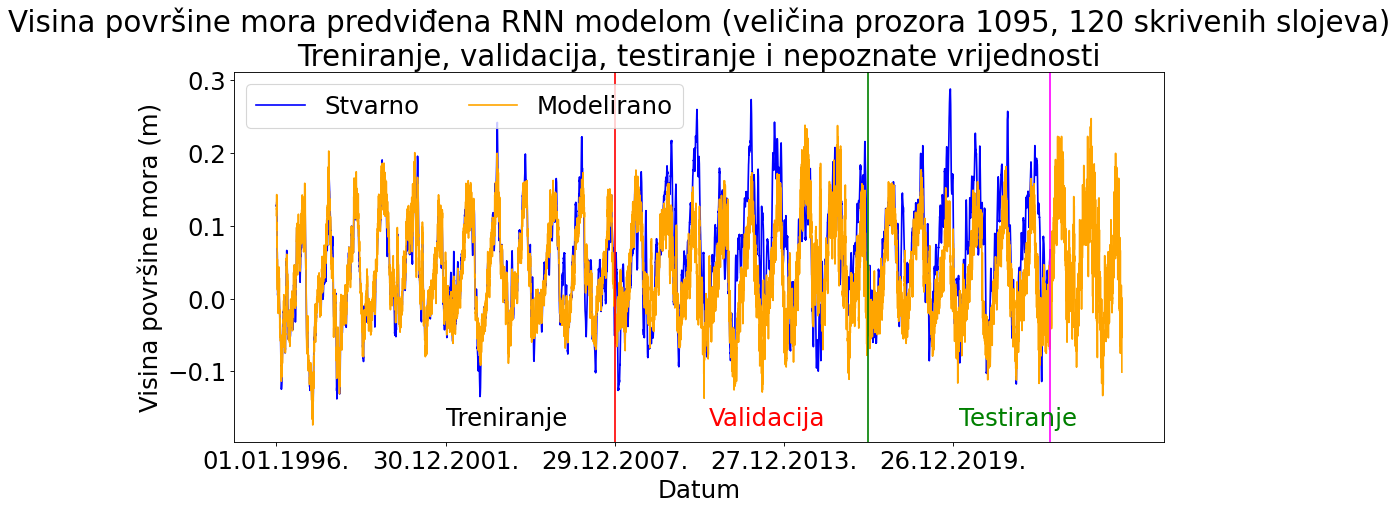 Visina površine mora predviđena RNN modelom (veličina prozora 1095, 120 skrivenih slojeva)
Treniranje, validacija, testiranje i nepoznate vrijednosti
Stvarno
Modelirano
Visina površine mora (m)
0.3
0.2
0.1
0.0
−0.1
Treniranje
Validacija
Testiranje
01.01.1996.
30.12.2001.
29.12.2007.
27.12.2013.
26.12.2019.
Datum